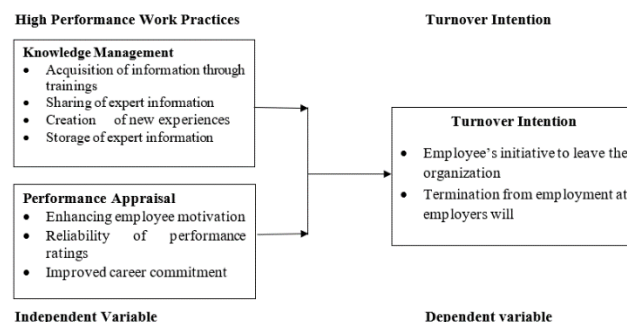 High Performance Work Practices
Turnover Intention
Knowledge Management
• Acquisition of information through
trainings
• Sharing of expert information
• Creation of new experiences
• Storage of expert information
Performance Appraisal
• Enhancing employee motivation
• Reliability of performance
ratings
• Improved career commitment
Turnover Intention
• Employee's initiative to leave the
organization
• Termination from employment at
employers will
Independent Variable
Dependent variable